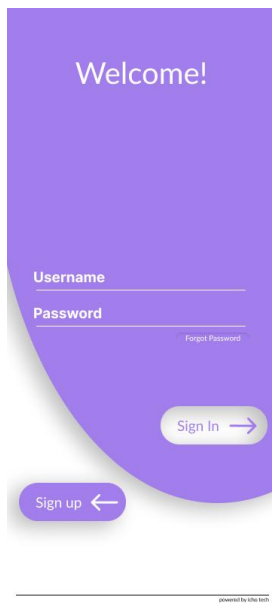 Welcome!
Username
Password
Forgot Password
Sign In
Sign up
powered by icho tech